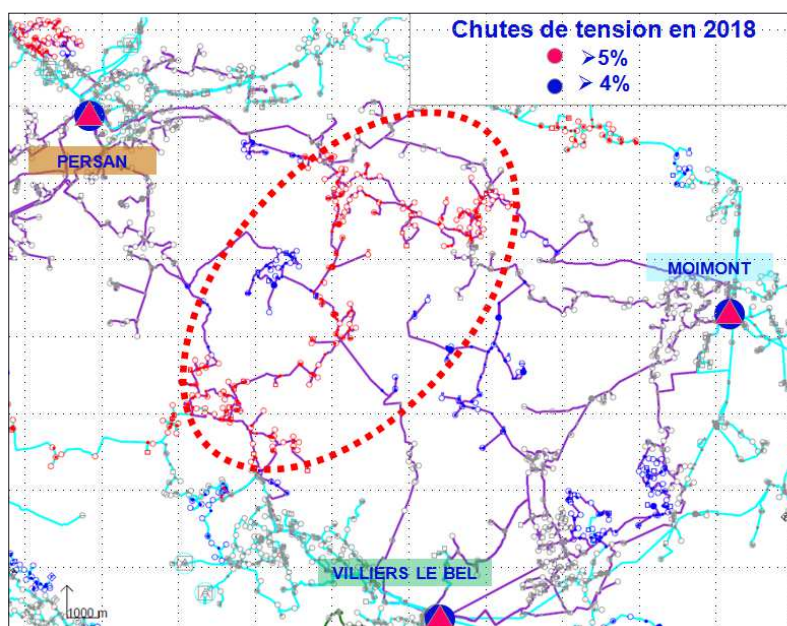 Chutes de tension en 2018
➢5%
➢ 4%
PERSAN
MOIMONT
VILLIERS LE BEL
1000 m